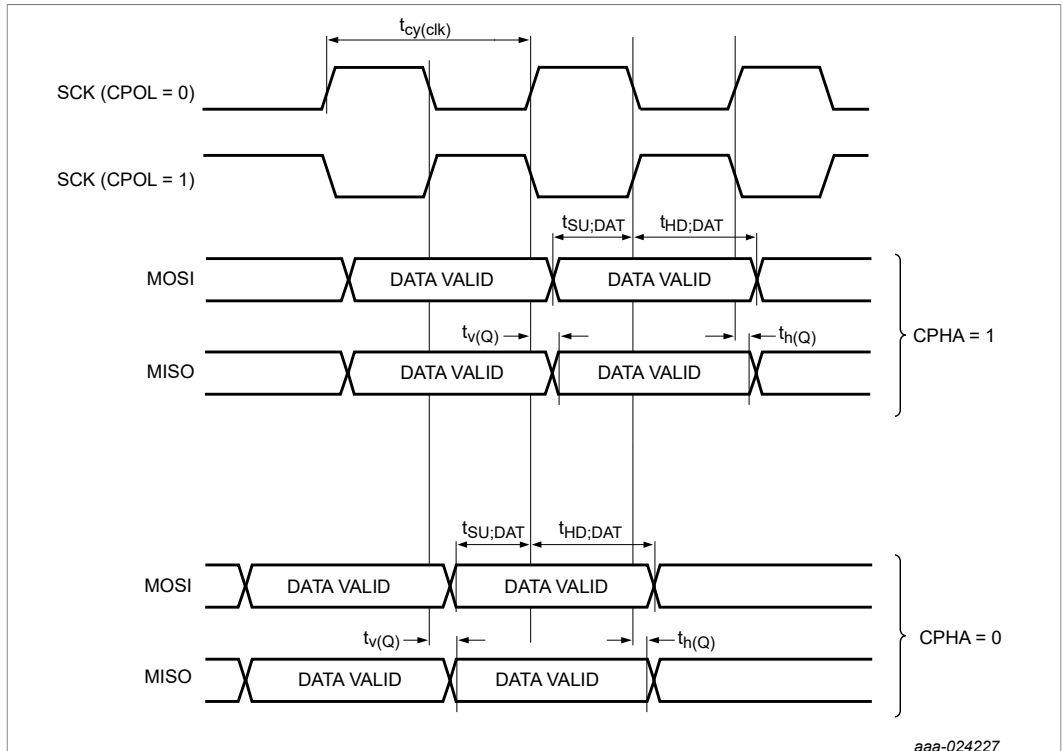 tcy(clk)
SCK (CPOL = 0)
SCK (CPOL = 1)
tSU;DAT tHD;DAT
MOSI DATA VALID DATA VALID
tv(Q) th(Q)
CPHA = 1
MISO DATA VALID DATA VALID
tSU;DAT tHD;DAT
MOSI DATA VALID DATA VALID
tv(Q) th(Q)
CPHA = 0
MISO DATA VALID DATA VALID
aaa-024227